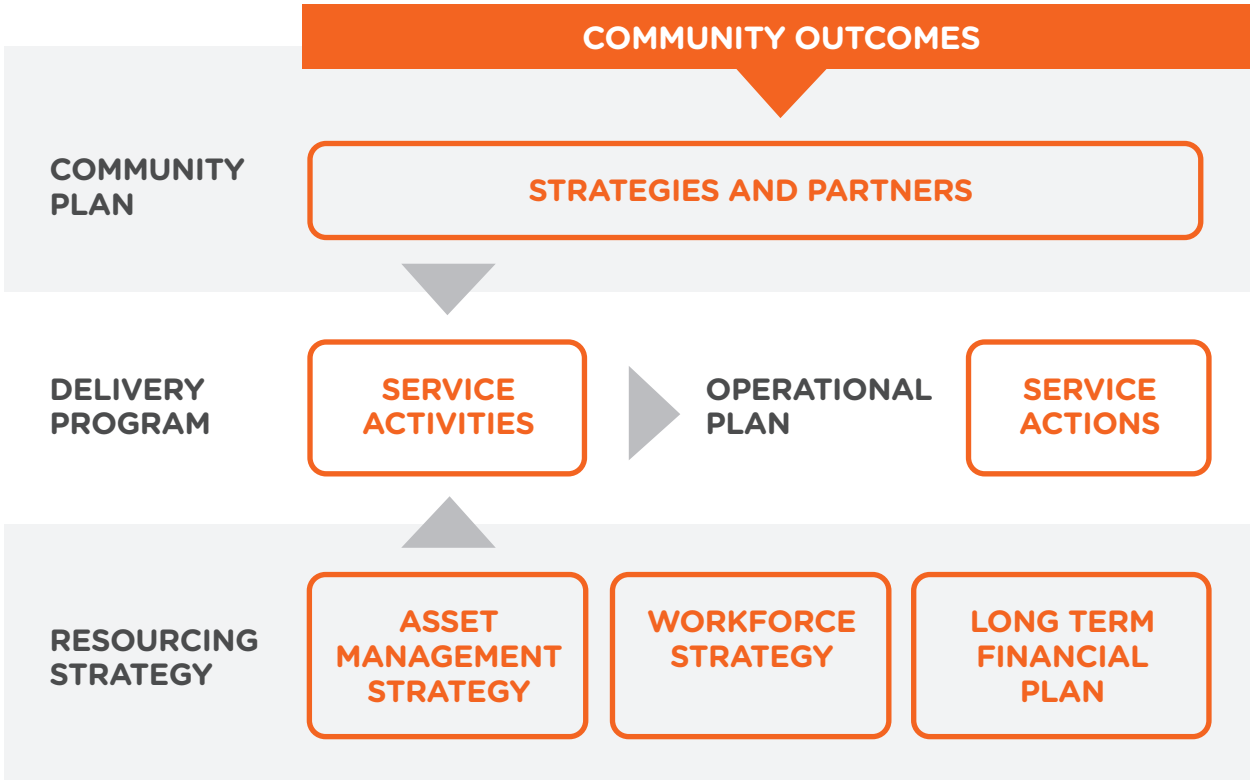 COMMUNITY OUTCOMES
COMMUNITY
PLAN
STRATEGIES AND PARTNERS
DELIVERY
PROGRAM
SERVICE
ACTIVITIES
OPERATIONAL
PLAN
SERVICE
ACTIONS
RESOURCING
STRATEGY
ASSET
MANAGEMENT
STRATEGY
WORKFORCE
STRATEGY
LONG TERM
FINANCIAL
PLAN